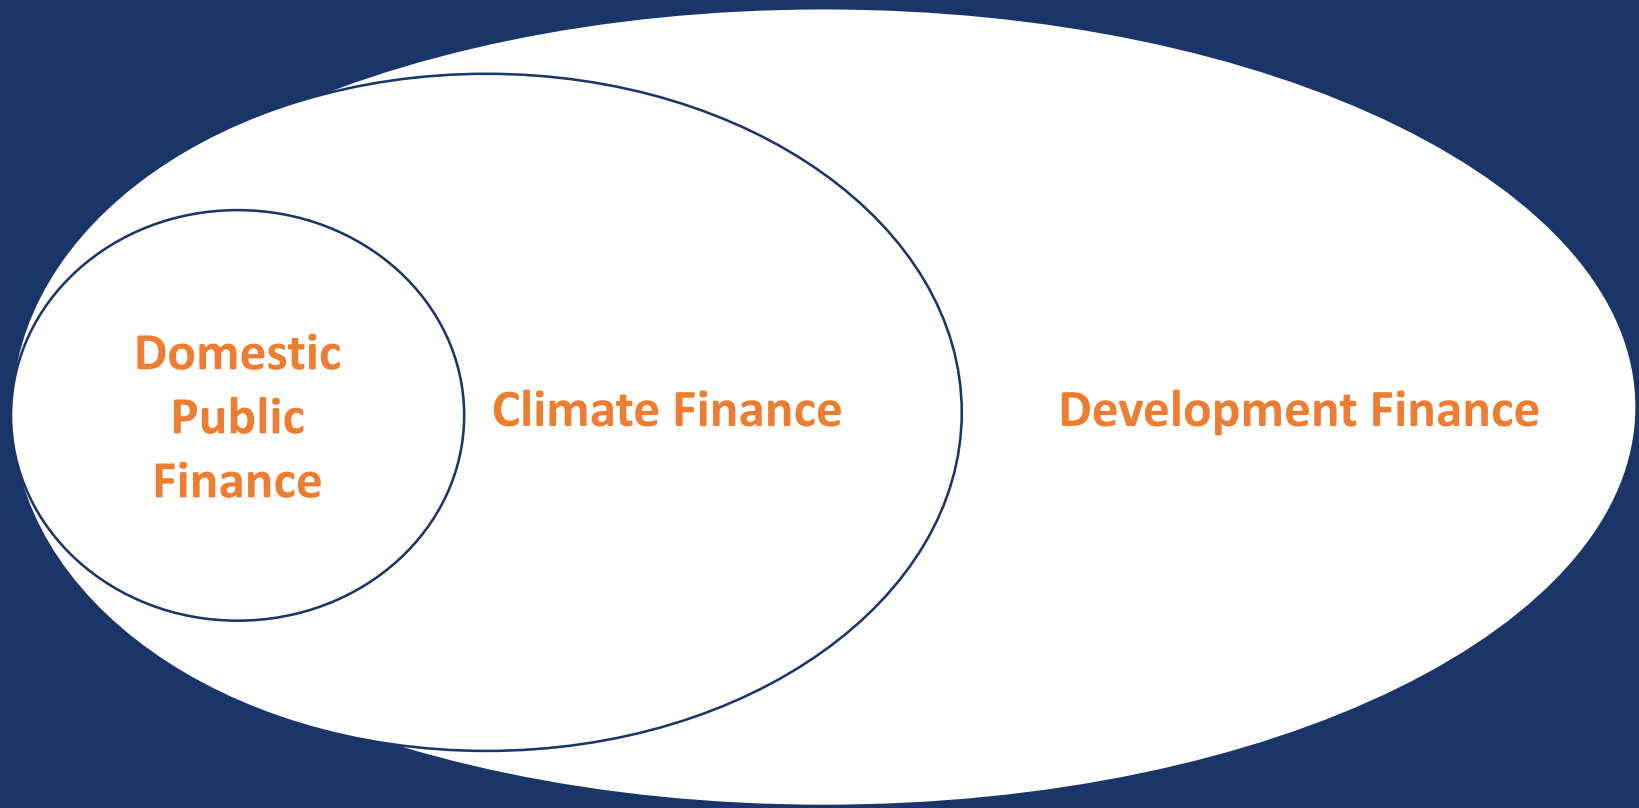 Domestic
Public
Finance
Climate Finance
Development Finance